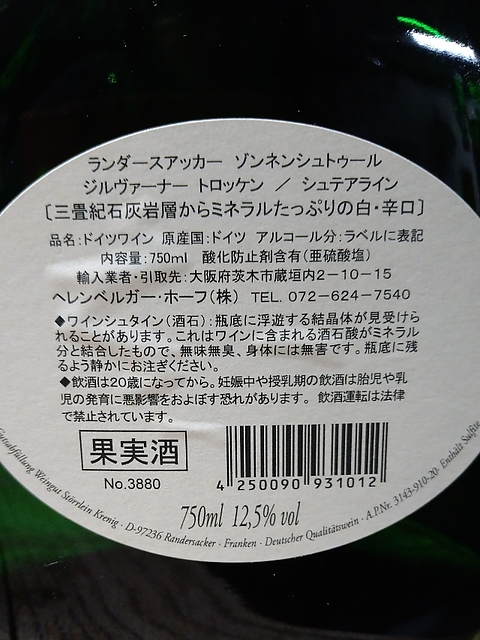 ランダースアッカー ゾンネンシュトゥール
ジルヴァーナー トロッケン / シュテアライン
[三畳紀石灰岩層からミネラルたっぷりの白・辛口]
品名:ドイツワイン 原産国:ドイツ アルコール分:ラベルに表記
内容量:750ml 酸化防止剤含有(亜硫酸塩)
輸入業者・引取先:大阪府茨木市蔵垣内2-10-15
ヘレンベルガー・ホーフ(株) TEL. 072-624-7540
◆ワインシュタイン(酒石):瓶底に浮遊する結晶体が見受けら
れることがあります。これはワインに含まれる酒石酸がミネラル
分と結合したもので、無味無臭、身体には無害です。瓶底に残
るよう静かにお注ぎください。
◆飲酒は20歳になってから。妊娠中や授乳期の飲酒は胎児や乳
児の発育に悪影響をおよぼす恐れがあります。飲酒運転は法律
で禁止されています。
果実酒
No.3880
4 250090 931012
750ml 12,5% vol
Gutsabfüllung Weingut Störrlein Krenig · D-97236 Randersacker · Franken · Deutscher Qualitätswein · A.P.Nr. 3143-910-20 · Enthält Sulfite